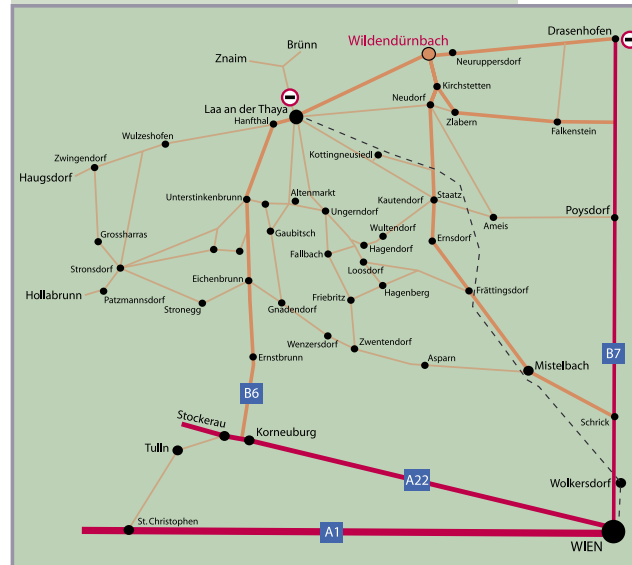 Drasenhofen
Brünn
Wildendürnbach
Znaim
Neuruppersdorf
Kirchstetten
Laa an der Thaya
Neudorf
Hanfthal
Zlabern
Falkenstein
Wulzeshofen
Kottingneusiedl
Zwingendorf
Haugsdorf
Unterstinkenbrunn
Altenmarkt
Staatz
Kautendorf
Ungerndorf
Poysdorf
Ameis
Gaubitsch
Wultendorf
Grossharras
Hagendorf
Ernsdorf
Fallbach
Stronsdorf
Loosdorf
Eichenbrunn
Hagenberg
Frättingsdorf
Hollabrunn
Patzmannsdorf
Stronegg
Gnadendorf
Friebritz
Wenzersdorf
Zwentendorf
B7
Ernstbrunn
Asparn
Mistelbach
B6
Stockerau
Schrick
Korneuburg
Tulln
A22
Wolkersdorf
St. Christophen
A1
WIEN